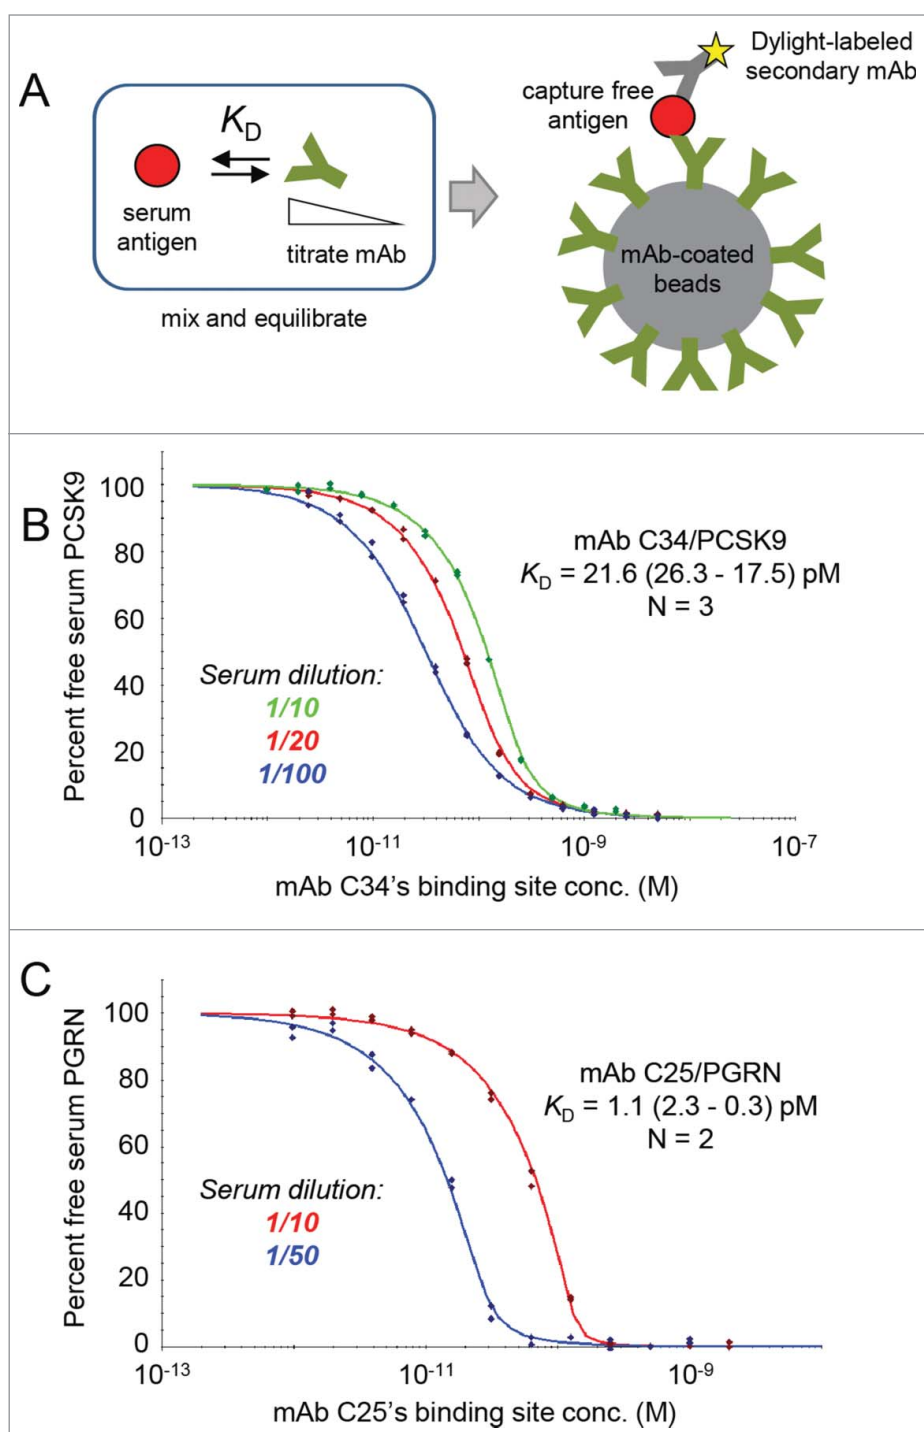 A
K_D
serum
antigen
titrate mAb
mix and equilibrate
capture free
antigen
Dylight-labeled
secondary mAb
mAb-coated
beads
B
Percent free serum PCSK9
100
80
60
40
20
0
10^-13
10^-11
10^-9
10^-7
mAb C34's binding site conc. (M)
mAb C34/PCSK9
K_D = 21.6 (26.3 - 17.5) pM
N = 3
Serum dilution:
1/10
1/20
1/100
C
Percent free serum PGRN
100
80
60
40
20
0
10^-13
10^-11
10^-9
mAb C25's binding site conc. (M)
mAb C25/PGRN
K_D = 1.1 (2.3 - 0.3) pM
N = 2
Serum dilution:
1/10
1/50